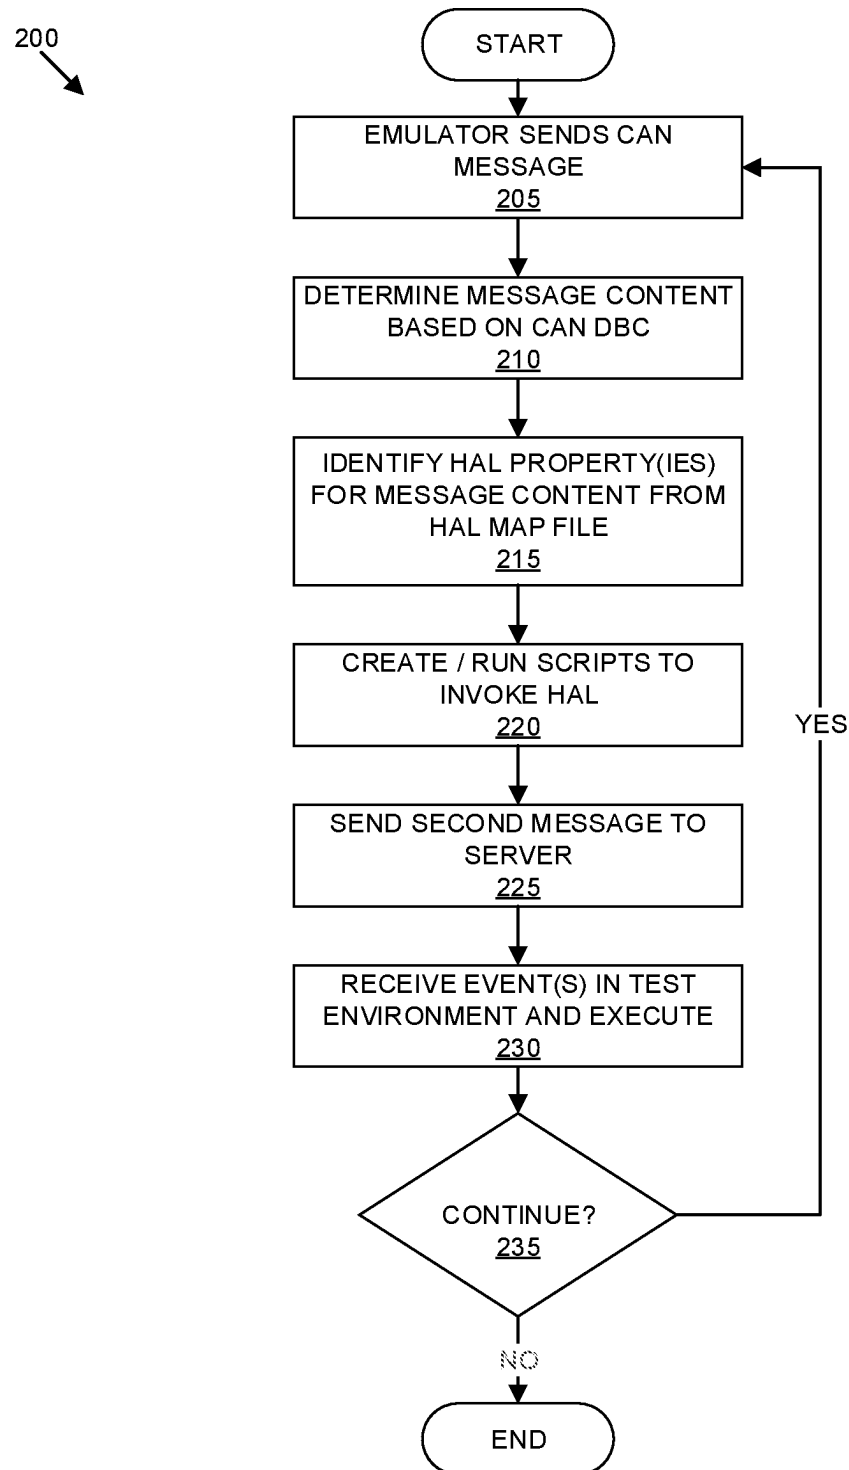 200
START
EMULATOR SENDS CAN
MESSAGE
205
DETERMINE MESSAGE CONTENT
BASED ON CAN DBC
210
IDENTIFY HAL PROPERTY(IES)
FOR MESSAGE CONTENT FROM
HAL MAP FILE
215
CREATE / RUN SCRIPTS TO
INVOKE HAL
220
YES
SEND SECOND MESSAGE TO
SERVER
225
RECEIVE EVENT(S) IN TEST
ENVIRONMENT AND EXECUTE
230
CONTINUE?
235
NO
END